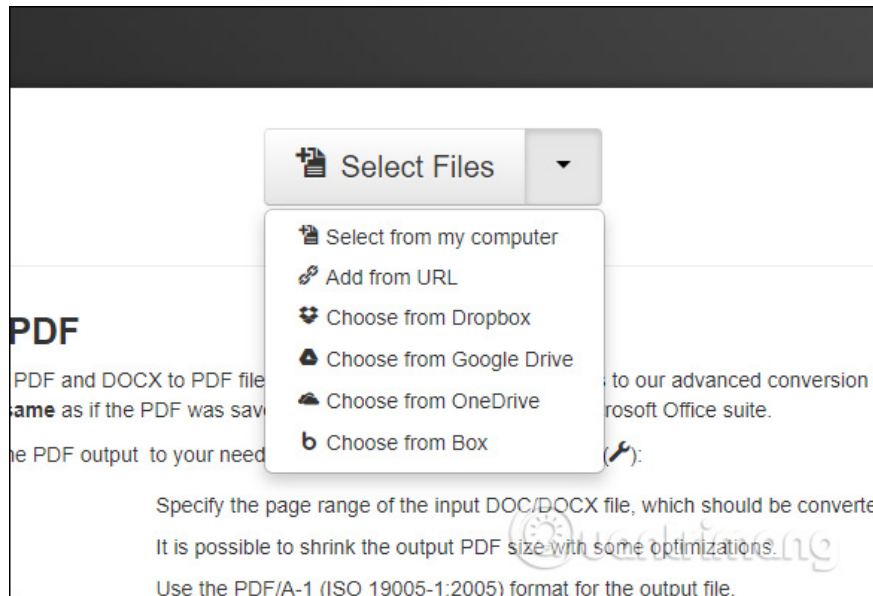 Select Files
Select from my computer
Add from URL
Choose from Dropbox
Choose from Google Drive
Choose from OneDrive
Choose from Box
PDF
PDF and DOCX to PDF file to our advanced conversion
same as if the PDF was sav rosoft Office suite.
e PDF output to your need ( ):
Specify the page range of the input DOC/DOCX file, which should be converte
It is possible to shrink the output PDF size with some optimizations.
Use the PDF/A-1 (ISO 19005-1:2005) format for the output file.
Quantrimang